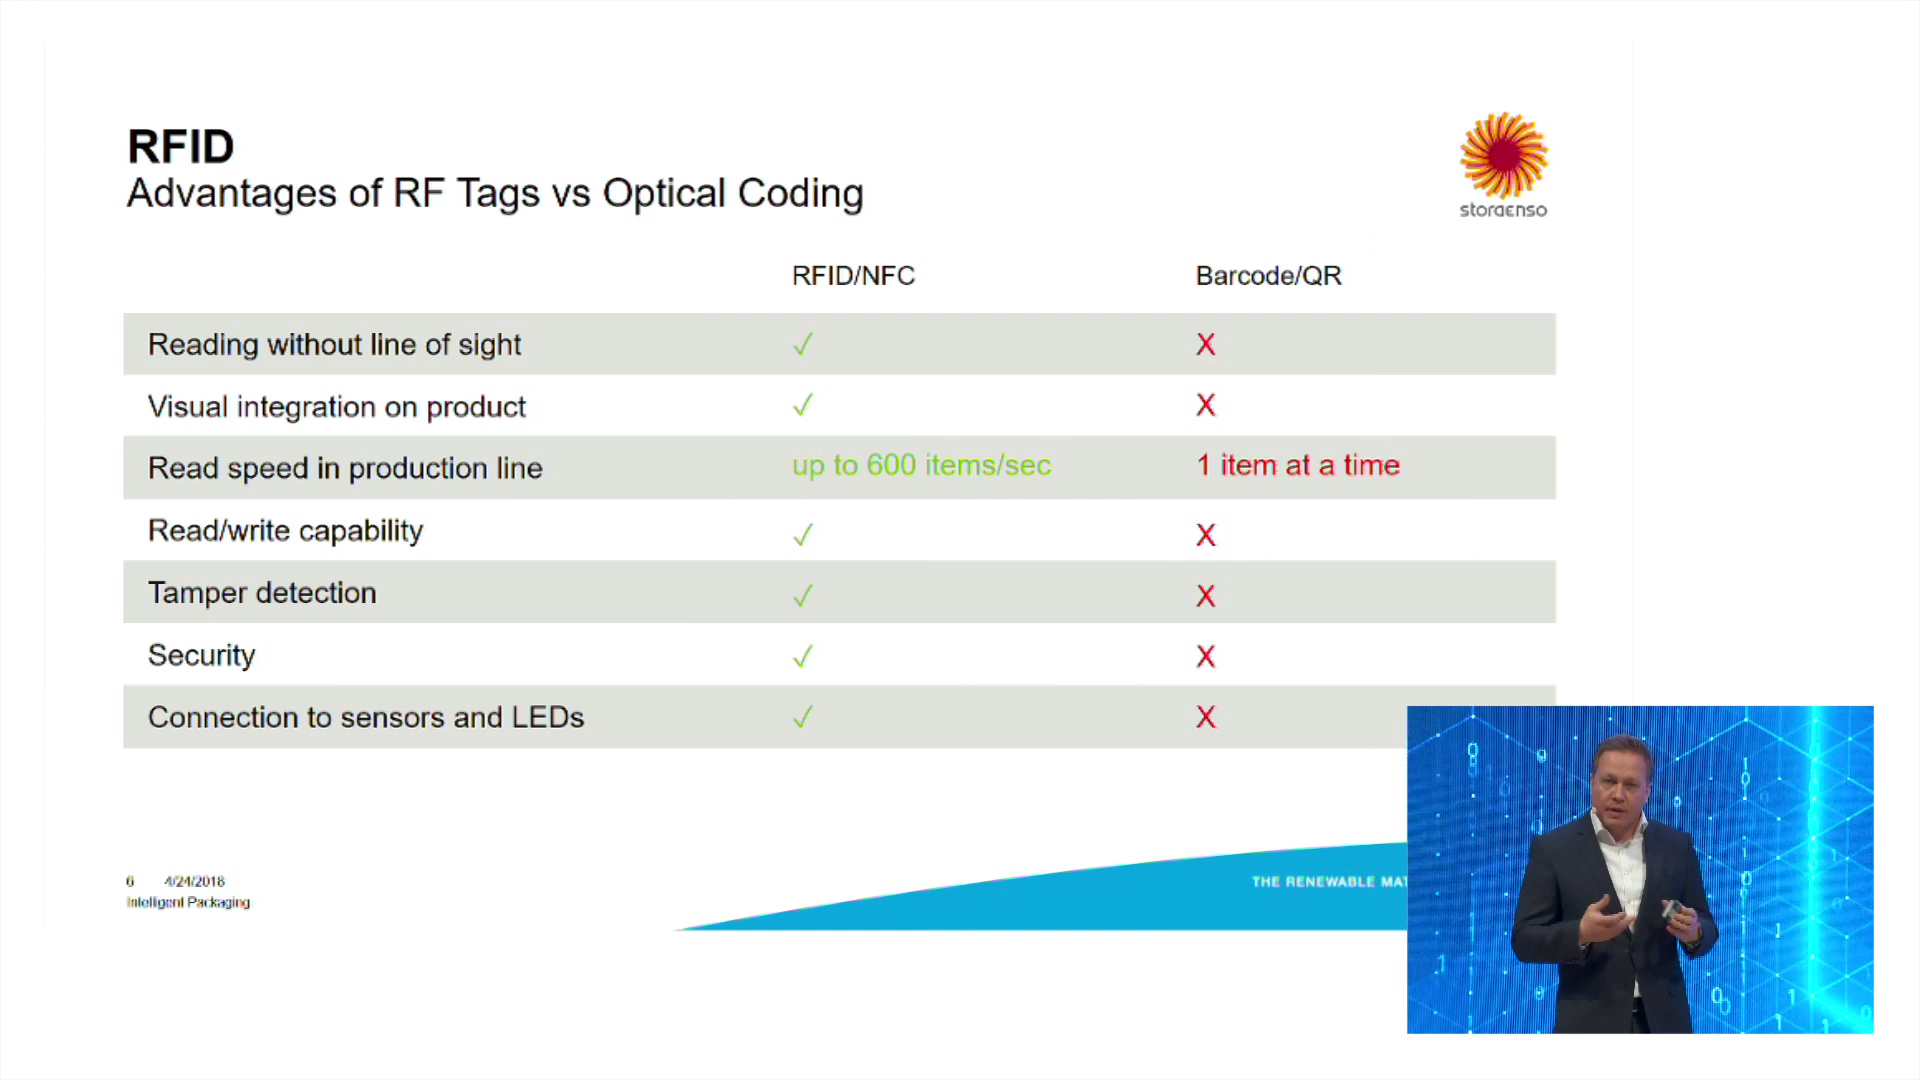 RFID
Advantages of RF Tags vs Optical Coding
storaenso
RFID/NFC Barcode/QR
Reading without line of sight ✓ X
Visual integration on product ✓ X
Read speed in production line up to 600 items/sec 1 item at a time
Read/write capability ✓ X
Tamper detection ✓ X
Security ✓ X
Connection to sensors and LEDs ✓ X
THE RENEWABLE MAT
6 4/24/2018
Intelligent Packaging